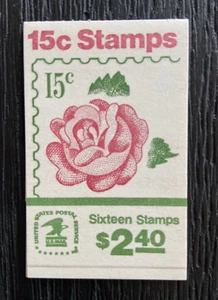 15c Stamps
15c
Sixteen Stamps
$2.40
UNITED STATES POSTAL SERVICE
U.S. MAIL